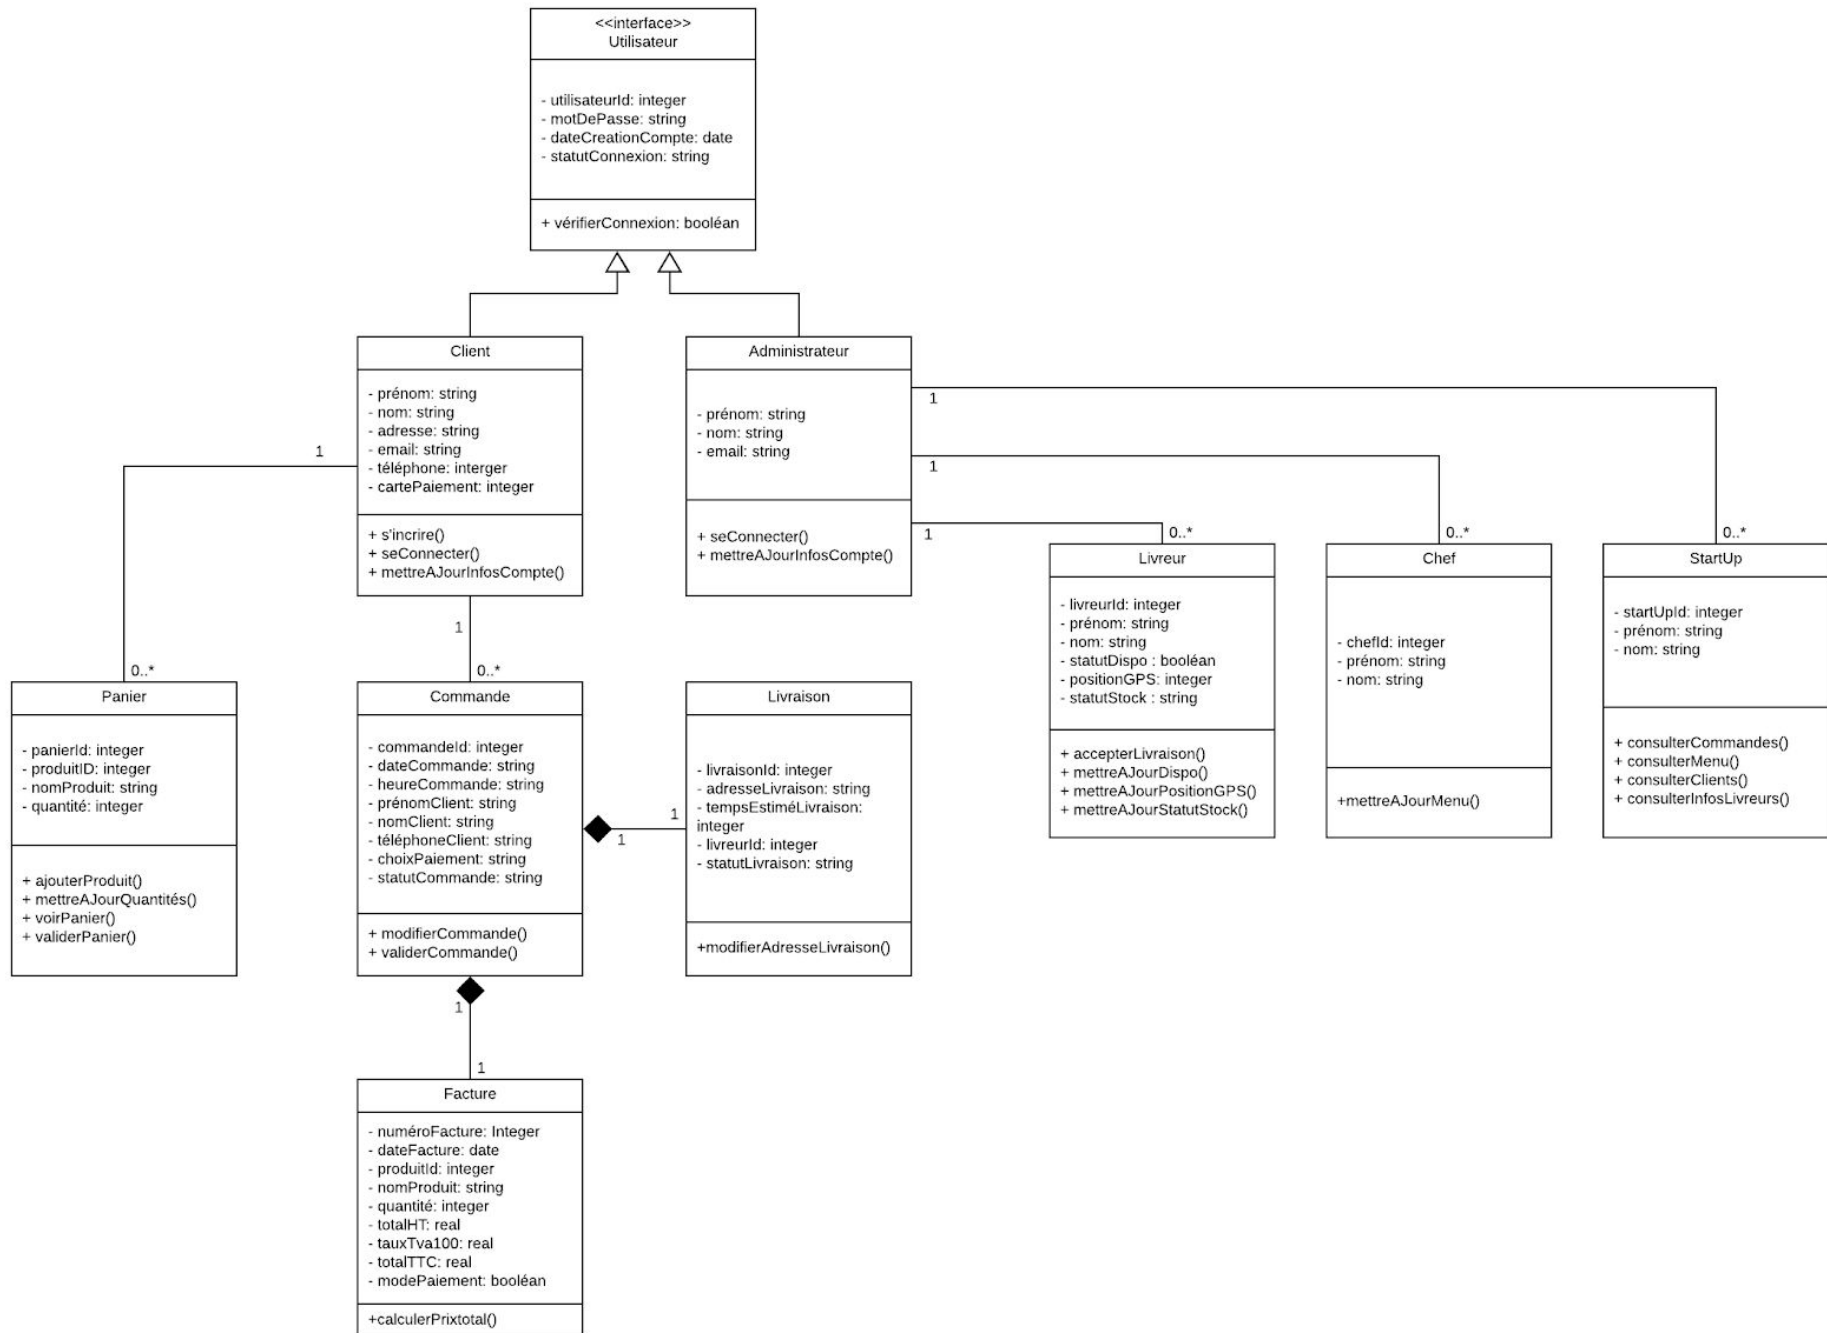 <<interface>>
Utilisateur
- utilisateurId: integer
- motDePasse: string
- dateCreationCompte: date
- statutConnexion: string
+ vérifierConnexion: booléan
Client
- prénom: string
- nom: string
- adresse: string
- email: string
- téléphone: interger
- cartePaiement: integer
+ s'incrire()
+ seConnecter()
+ mettreAJourInfosCompte()
Administrateur
- prénom: string
- nom: string
- email: string
+ seConnecter()
+ mettreAJourInfosCompte()
1
1
1
1
1
0..*
0..*
0..*
0..*
0..*
Livreur
- livreurId: integer
- prénom: string
- nom: string
- statutDispo : booléan
- positionGPS: integer
- statutStock : string
+ accepterLivraison()
+ mettreAJourDispo()
+ mettreAJourPositionGPS()
+ mettreAJourStatutStock()
Chef
- chefId: integer
- prénom: string
- nom: string
+mettreAJourMenu()
StartUp
- startUpId: integer
- prénom: string
- nom: string
+ consulterCommandes()
+ consulterMenu()
+ consulterClients()
+ consulterInfosLivreurs()
Panier
- panierId: integer
- produitID: integer
- nomProduit: string
- quantité: integer
+ ajouterProduit()
+ mettreAJourQuantités()
+ voirPanier()
+ validerPanier()
Commande
- commandeId: integer
- dateCommande: string
- heureCommande: string
- prénomClient: string
- nomClient: string
- téléphoneClient: string
- choixPaiement: string
- statutCommande: string
+ modifierCommande()
+ validerCommande()
1
1
Livraison
- livraisonId: integer
- adresseLivraison: string
- tempsEstiméLivraison:
integer
- livreurId: integer
- statutLivraison: string
+modifierAdresseLivraison()
1
1
Facture
- numéroFacture: Integer
- dateFacture: date
- produitId: integer
- nomProduit: string
- quantité: integer
- totalHT: real
- tauxTva100: real
- totalTTC: real
- modePaiement: booléan
+calculerPrixtotal()